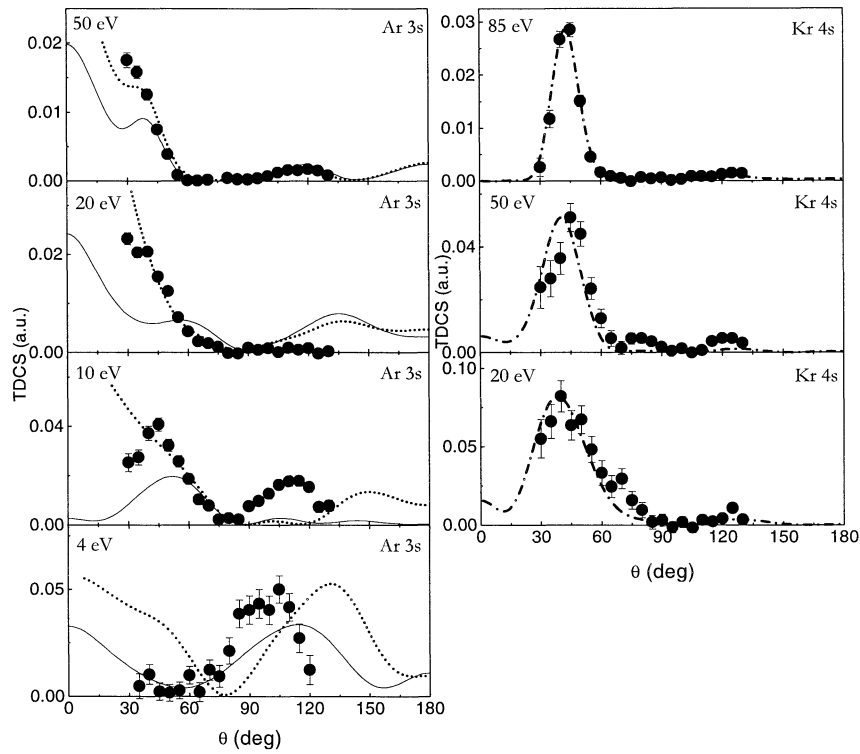 50 eV Ar 3s
0.02
0.01
0.00
20 eV Ar 3s
0.02
0.00
10 eV Ar 3s
0.04
0.00
4 eV Ar 3s
0.05
0.00
TDCS (a.u.)
0 30 60 90 120 150 180
θ (deg)
85 eV Kr 4s
0.03
0.02
0.01
0.00
50 eV Kr 4s
0.04
0.00
20 eV Kr 4s
0.10
0.05
0.00
TDCS (a.u.)
0 30 60 90 120 150 180
θ (deg)